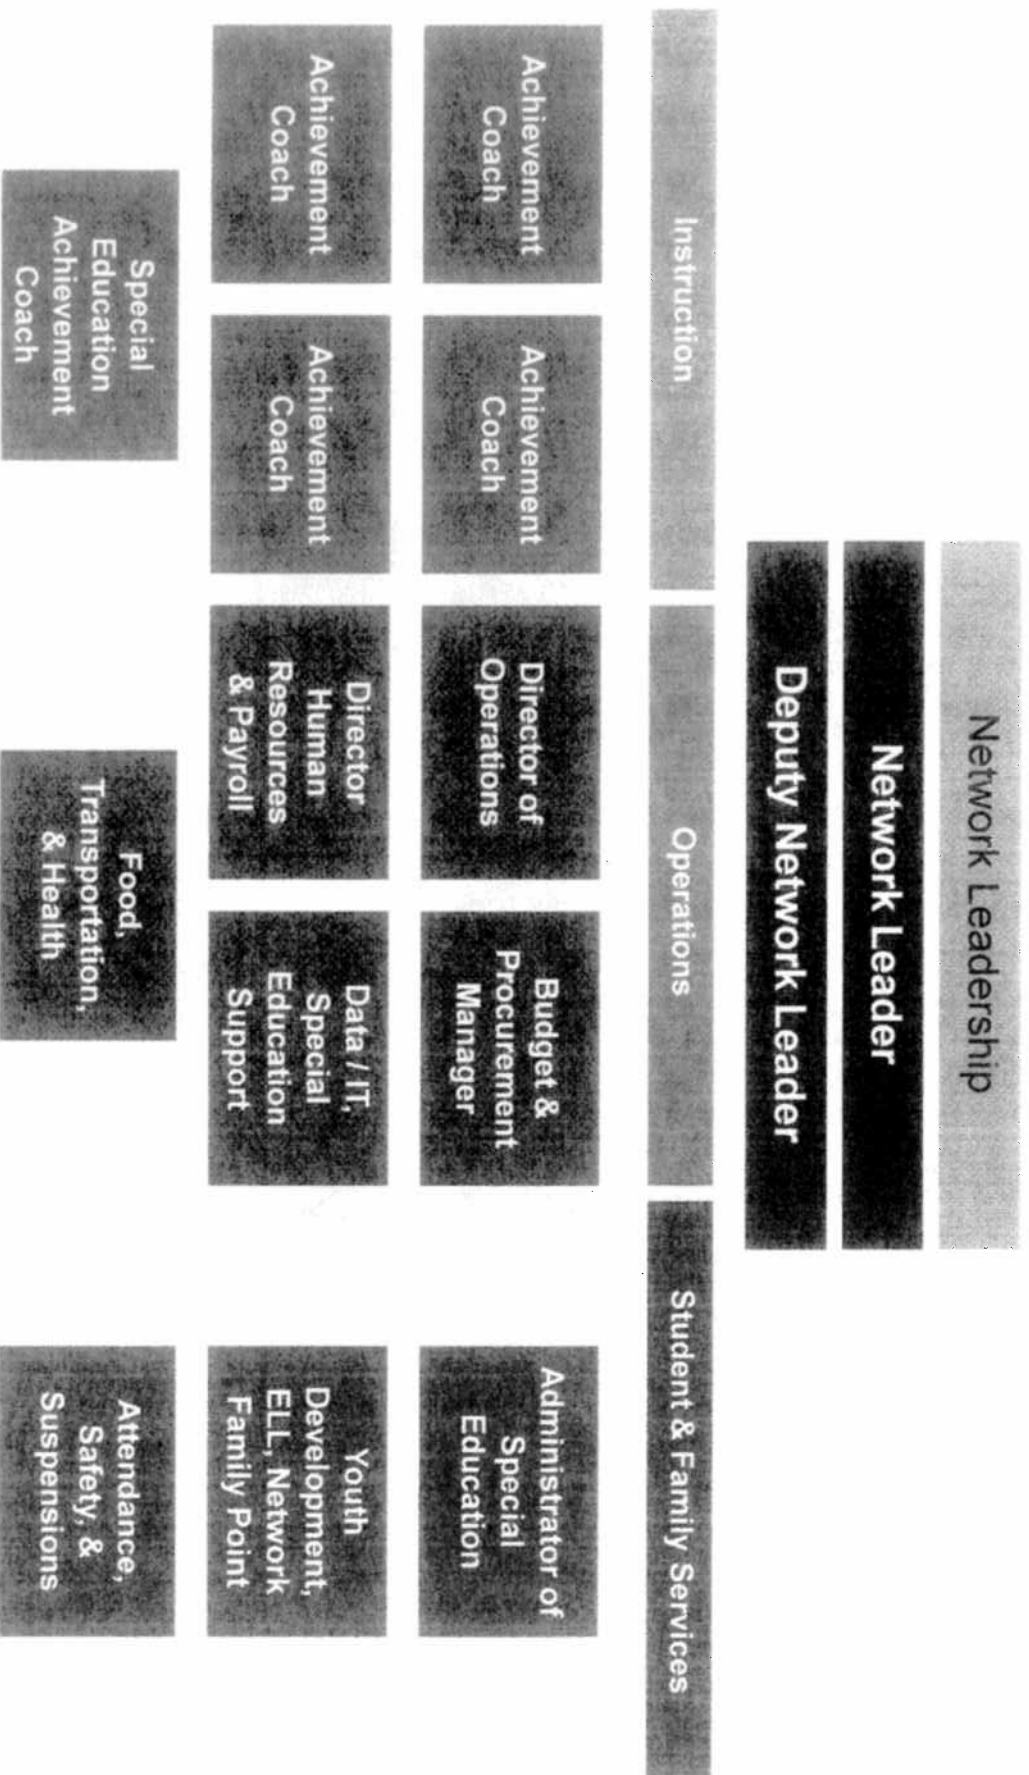 Network Leadership
Network Leader
Deputy Network Leader
Instruction
Operations
Student & Family Services
Achievement
Coach
Achievement
Coach
Director of
Operations
Budget &
Procurement
Manager
Administrator of
Special
Education
Achievement
Coach
Achievement
Coach
Director
Human
Resources
& Payroll
Data / IT,
Special
Education
Support
Youth
Development,
ELL, Network
Family Point
Special
Education
Achievement
Coach
Food,
Transportation,
& Health
Attendance,
Safety, &
Suspensions